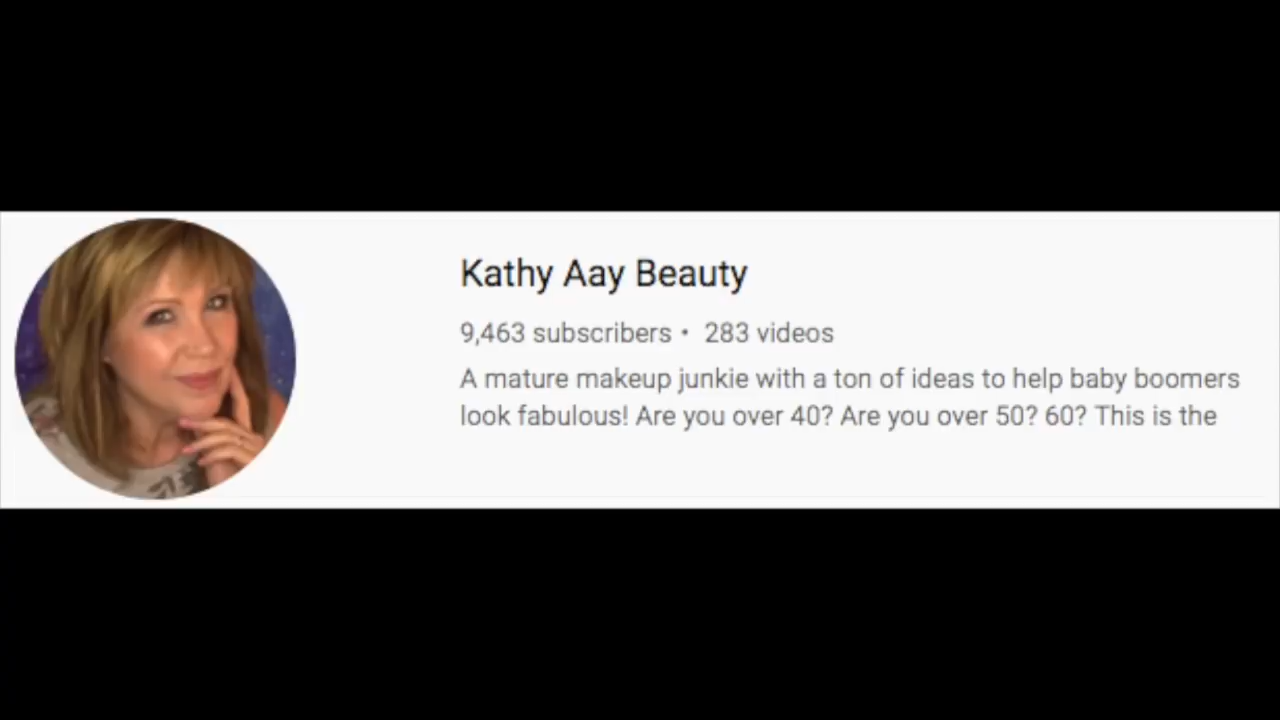 Kathy Aay Beauty
9,463 subscribers • 283 videos
A mature makeup junkie with a ton of ideas to help baby boomers
look fabulous! Are you over 40? Are you over 50? 60? This is the